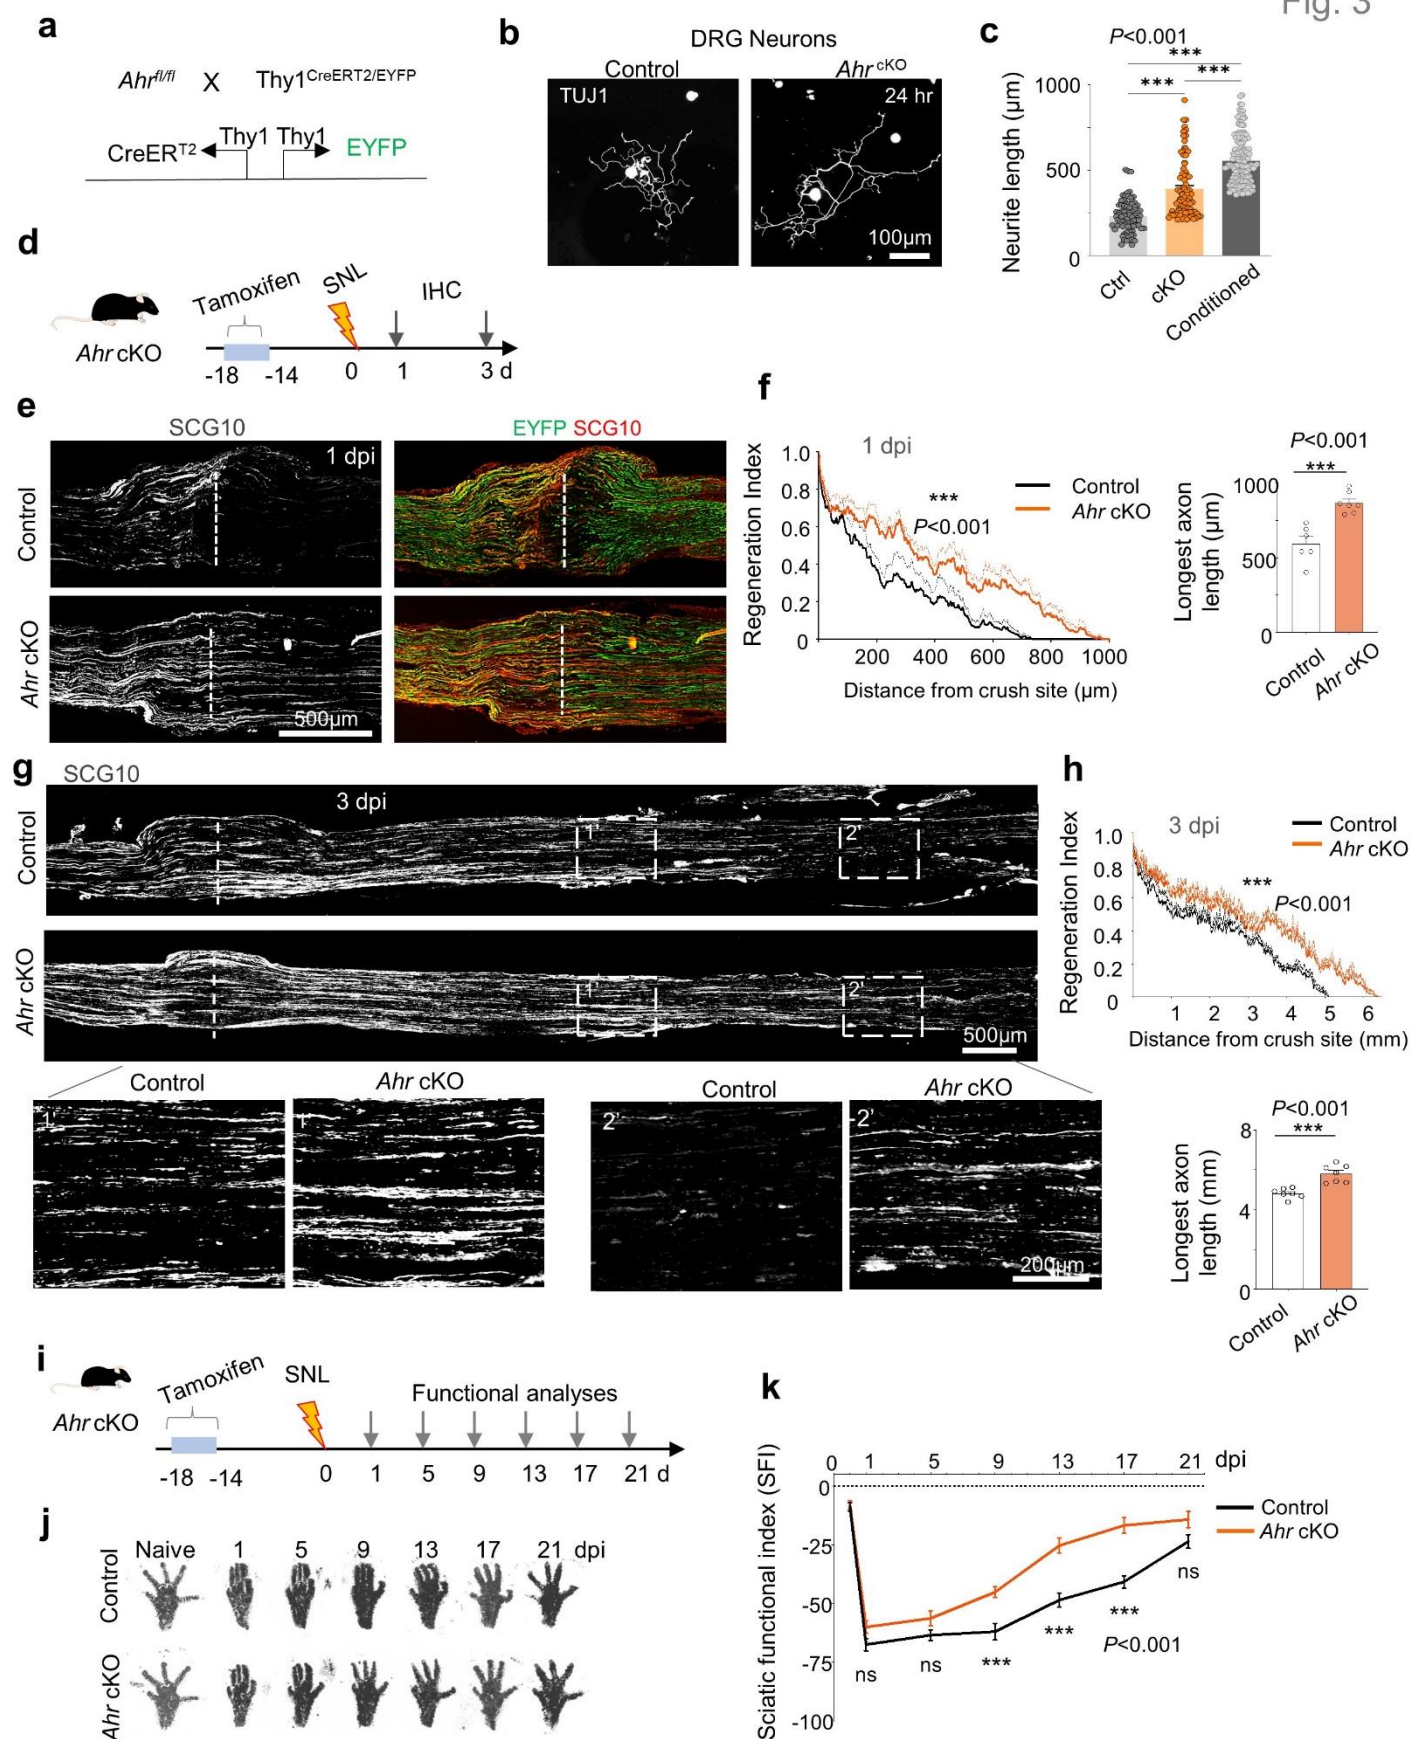 Fig. 3
a
Ahrfl/fl X Thy1CreERT2/EYFP
Thy1 Thy1
CreERT2 EYFP
b
DRG Neurons
Control AhrcKO
TUJ1 24 hr
100µm
c
P<0.001
***
*** ***
Neurite length (µm)
1000
500
0
Ctrl cKO Conditioned
d
Tamoxifen SNL IHC
Ahr cKO
-18 -14 0 1 3 d
e
SCG10 EYFP SCG10
Control
1 dpi
Ahr cKO
500µm
f
1 dpi
Regeneration Index
1.0
0.8
0.6
0.4
0.2
0
200 400 600 800 1000
Distance from crush site (µm)
***
P<0.001
Control
Ahr cKO
P<0.001
***
Longest axon
length (µm)
1000
500
0
Control Ahr cKO
g
SCG10
3 dpi
Control
1' 2'
Ahr cKO
1' 2'
500µm
Control Ahr cKO Control Ahr cKO
1' 1' 2' 2'
200µm
h
3 dpi
Control
Ahr cKO
Regeneration Index
1.0
0.8
0.6
0.4
0.2
0
***
P<0.001
1 2 3 4 5 6
Distance from crush site (mm)
P<0.001
***
Longest axon
length (mm)
8
4
0
Control Ahr cKO
i
Tamoxifen SNL Functional analyses
Ahr cKO
-18 -14 0 1 5 9 13 17 21 d
j
Naive 1 5 9 13 17 21 dpi
Control
Ahr cKO
k
0 1 5 9 13 17 21 dpi
Sciatic functional index (SFI)
0
-25
-50
-75
-100
Control
Ahr cKO
ns ns *** *** *** ns
P<0.001